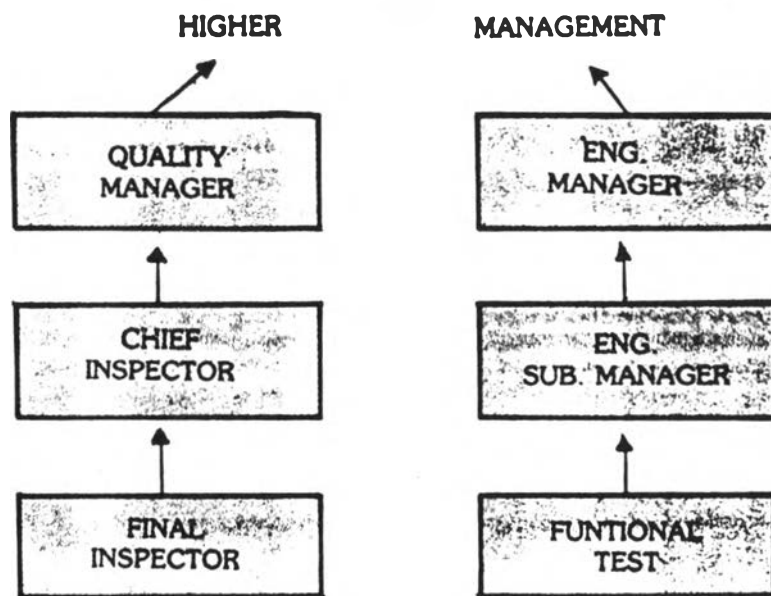 HIGHER MANAGEMENT
QUALITY
MANAGER
ENG.
MANAGER
CHIEF
INSPECTOR
ENG.
SUB. MANAGER
FINAL
INSPECTOR
FUNTIONAL
TEST